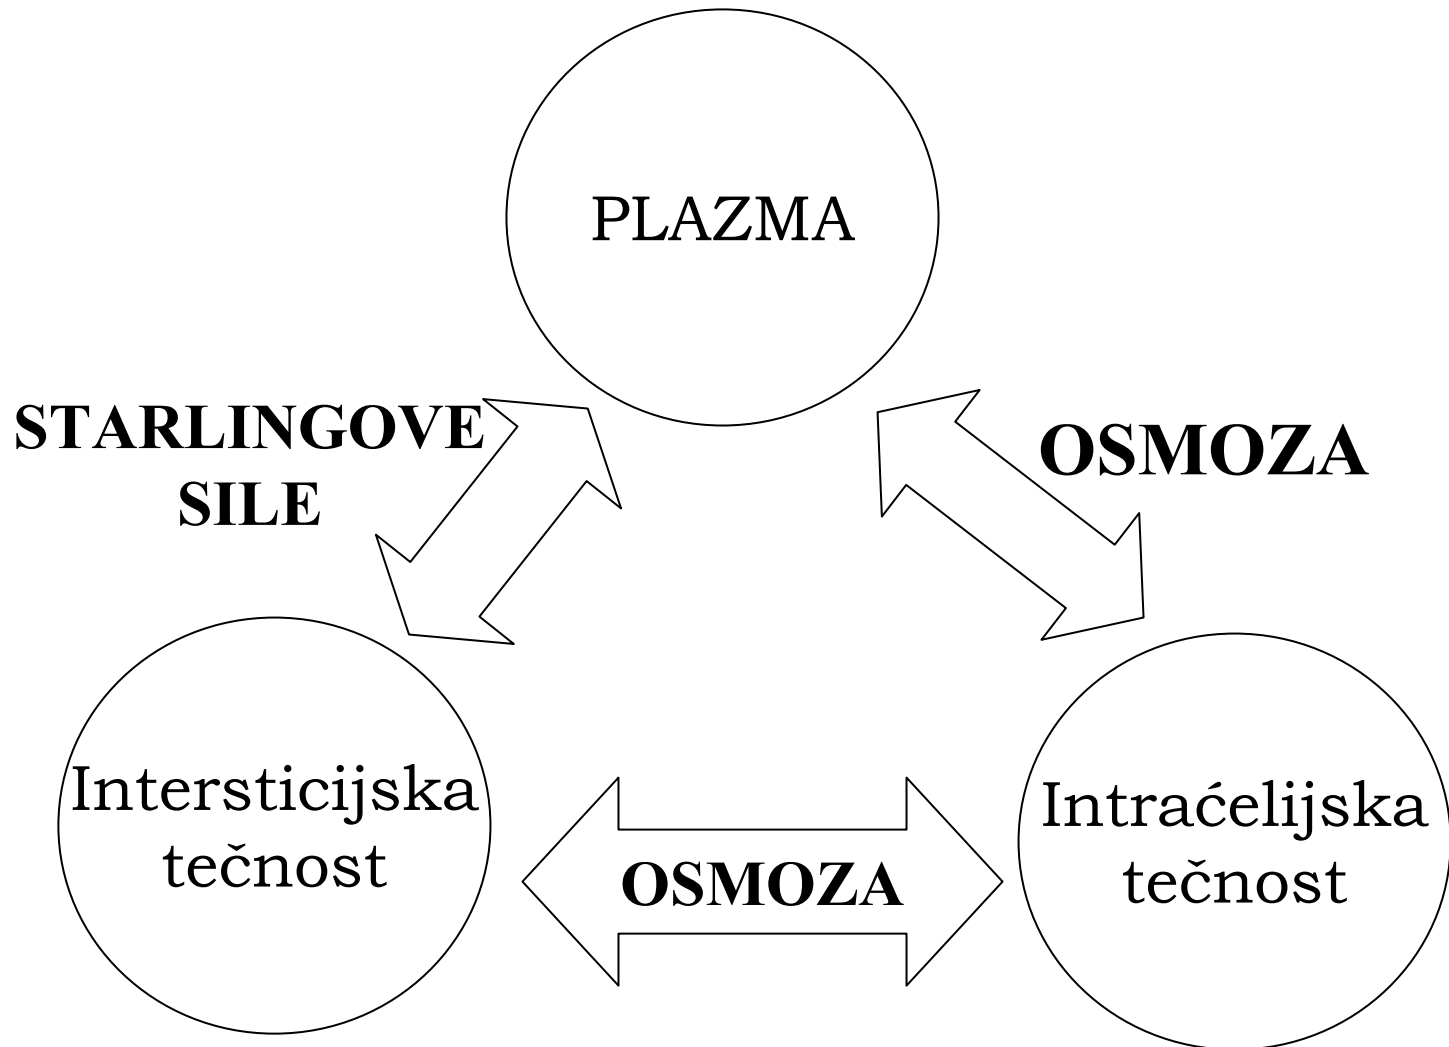 PLAZMA
STARLINGOVE
SILE
OSMOZA
Intersticijska
tečnost
OSMOZA
Intraćelijska
tečnost